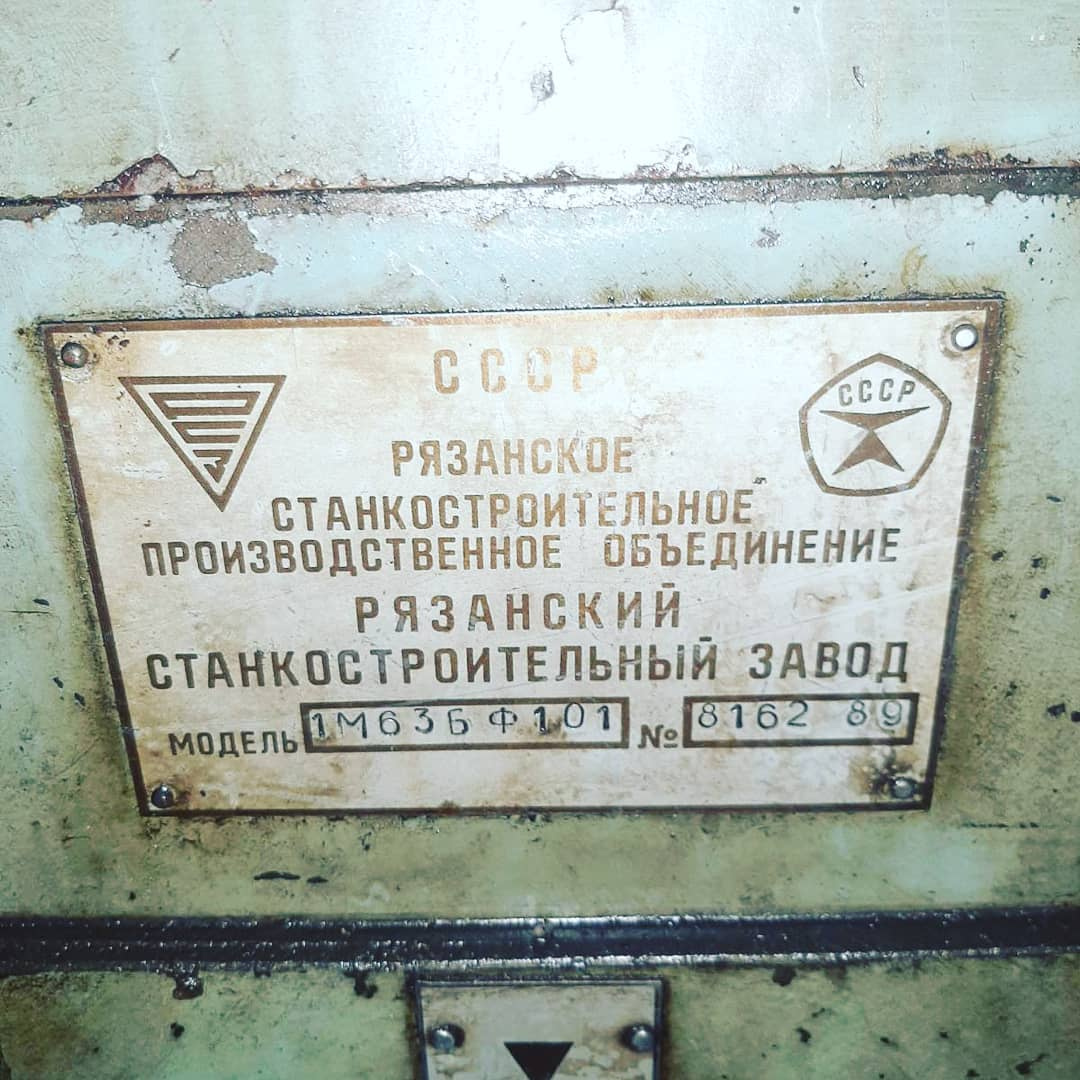 СССР
СССР
РЯЗАНСКОЕ
СТАНКОСТРОИТЕЛЬНОЕ
ПРОИЗВОДСТВЕННОЕ ОБЪЕДИНЕНИЕ
РЯЗАНСКИЙ
СТАНКОСТРОИТЕЛЬНЫЙ ЗАВОД
МОДЕЛЬ 1М63Б Ф101 № 8162 89